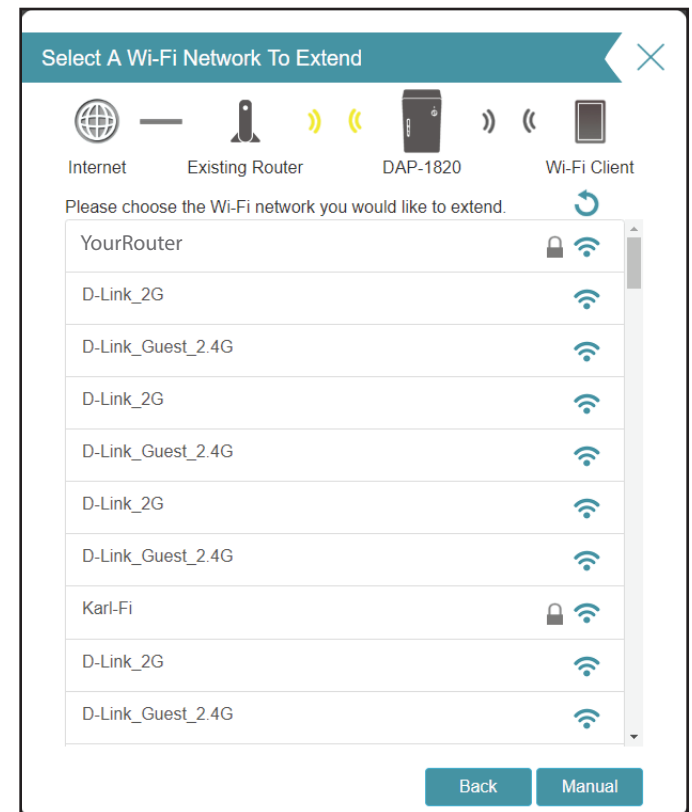 Select A Wi-Fi Network To Extend
Internet Existing Router DAP-1820 Wi-Fi Client
Please choose the Wi-Fi network you would like to extend.
YourRouter
D-Link_2G
D-Link_Guest_2.4G
D-Link_2G
D-Link_Guest_2.4G
D-Link_2G
D-Link_Guest_2.4G
Karl-Fi
D-Link_2G
D-Link_Guest_2.4G
Back Manual